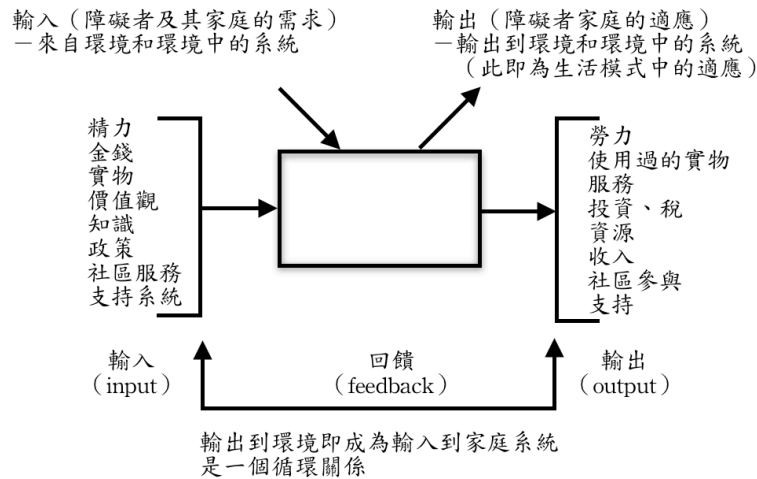 輸入（障礙者及其家庭的需求）
－來自環境和環境中的系統
輸出（障礙者家庭的適應）
－輸出到環境和環境中的系統
（此即為生活模式中的適應）
精力
金錢
實物
價值觀
知識
政策
社區服務
支持系統
勞力
使用過的實物
服務
投資、稅
資源
收入
社區參與
支持
輸入
（input）
回饋
（feedback）
輸出
（output）
輸出到環境即成為輸入到家庭系統
是一個循環關係